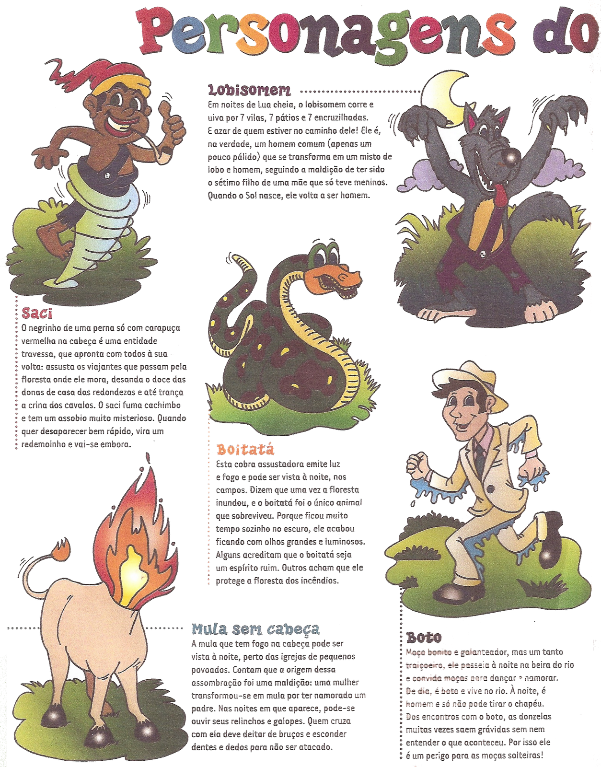 Personagens do
Lobisomem
Em noites de Lua cheia, o lobisomem corre e
uiva por 7 vilas, 7 pátios e 7 encruzilhadas.
E azar de quem estiver no caminho dele! Ele é,
na verdade, um homem comum (apenas um
pouco pálido) que se transforma em um misto de
lobo e homem, seguindo a maldição de ter sido
o sétimo filho de uma mãe que só teve meninos.
Quando o Sol nasce, ele volta a ser homem.
Saci
O negrinho de uma perna só com carapuça
vermelha na cabeça é uma entidade
travessa, que apronta com todos à sua
volta: assusta os viajantes que passam pela
floresta onde ele mora, desanda o doce das
donas de casa das redondezas e até trança
a crina dos cavalos. O saci fuma cachimbo
e tem um assobio muito misterioso. Quando
quer desaparecer bem rápido, vira um
redemoinho e vai-se embora.
Boitatá
Esta cobra assustadora emite luz
e fogo e pode ser vista à noite, nos
campos. Dizem que uma vez a floresta
inundou, e o boitatá foi o único animal
que sobreviveu. Porque ficou muito
tempo sozinho no escuro, ele acabou
ficando com olhos grandes e luminosos.
Alguns acreditam que o boitatá seja
um espírito ruim. Outros acham que ele
protege a floresta dos incêndios.
Mula sem cabeça
A mula que tem fogo na cabeça pode ser
vista à noite, perto das igrejas de pequenos
povoados. Contam que a origem dessa
assombração foi uma maldição: uma mulher
transformou-se em mula por ter namorado um
padre. Nas noites em que aparece, pode-se
ouvir seus relinchos e galopes. Quem cruza
com ela deve deitar de bruços e esconder
dentes e dedos para não ser atacado.
Boto
Moço bonito e galanteador, mas um tanto
traiçoeiro, ele passeia à noite na beira do rio
e convida moças para dançar e namorar.
De dia, é boto e vive no rio. À noite, é
homem e só não pode tirar o chapéu.
Dos encontros com o boto, as donzelas
muitas vezes saem grávidas sem nem
entender o que aconteceu. Por isso ele
é um perigo para as moças solteiras!